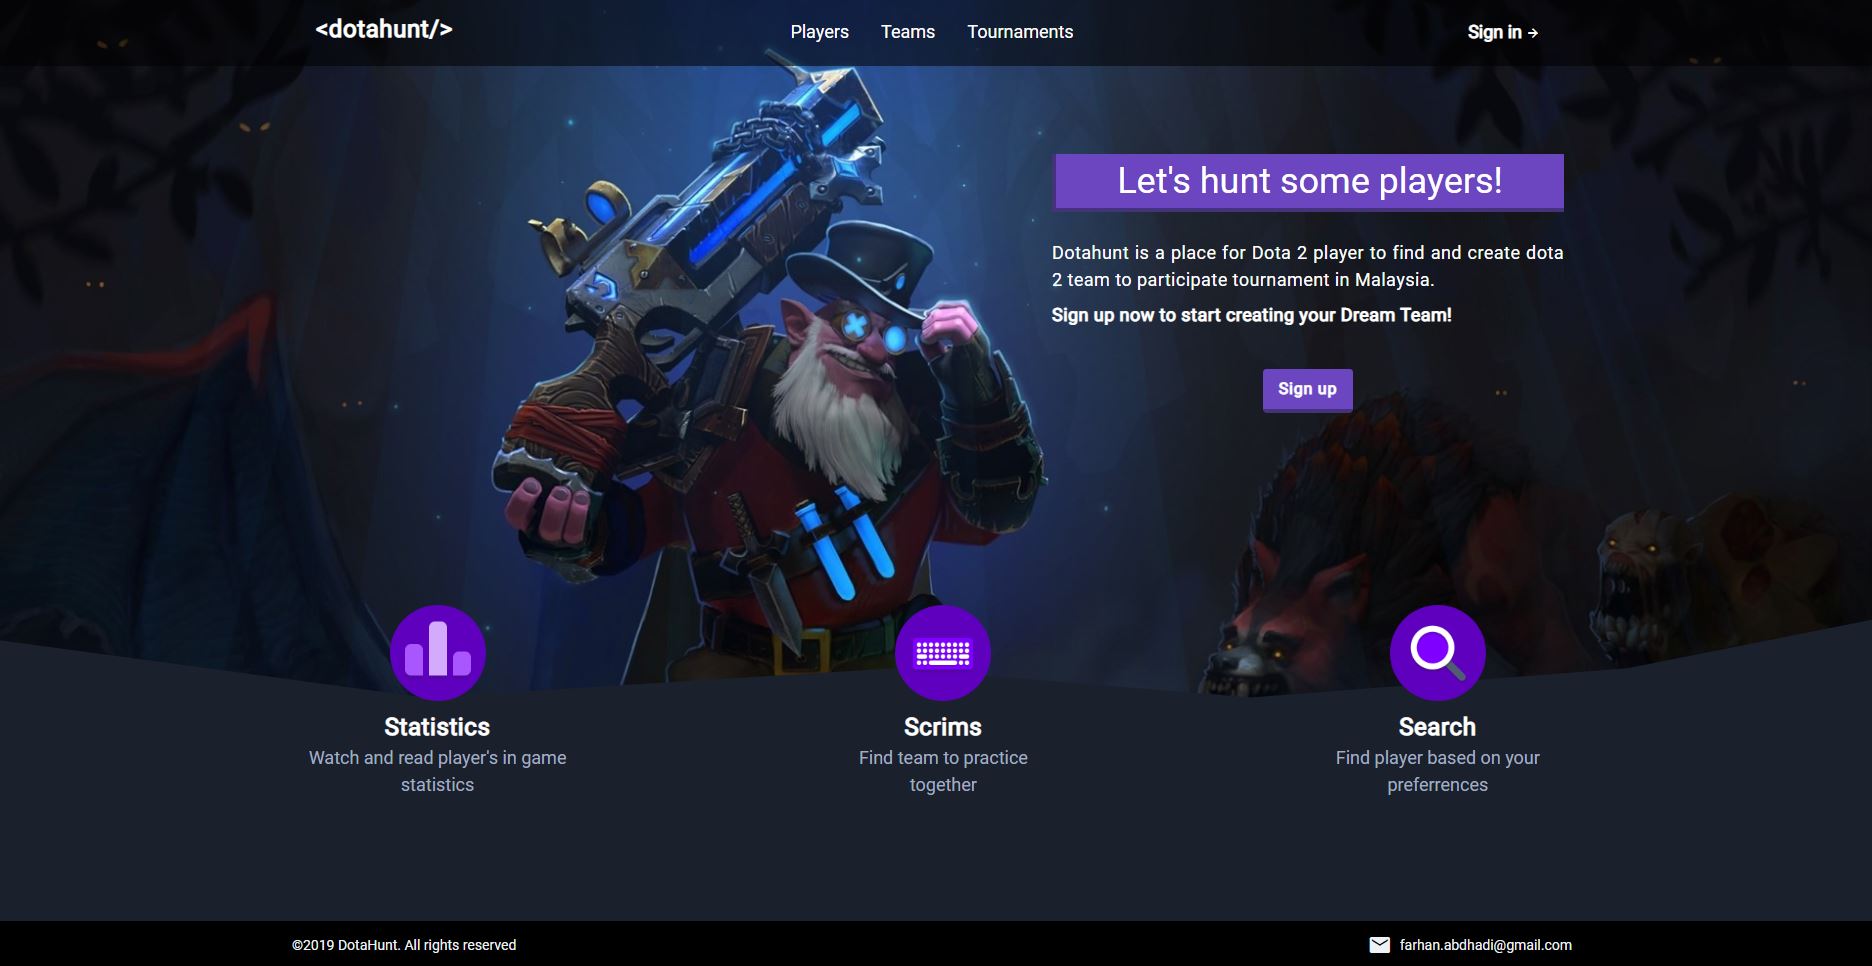 <dotahunt/>
Players
Teams
Tournaments
Sign in →
Let's hunt some players!
Dotahunt is a place for Dota 2 player to find and create dota
2 team to participate tournament in Malaysia.
Sign up now to start creating your Dream Team!
Sign up
Statistics
Watch and read player's in game
statistics
Scrims
Find team to practice
together
Search
Find player based on your
preferrences
©2019 DotaHunt. All rights reserved
farhan.abdhadi@gmail.com